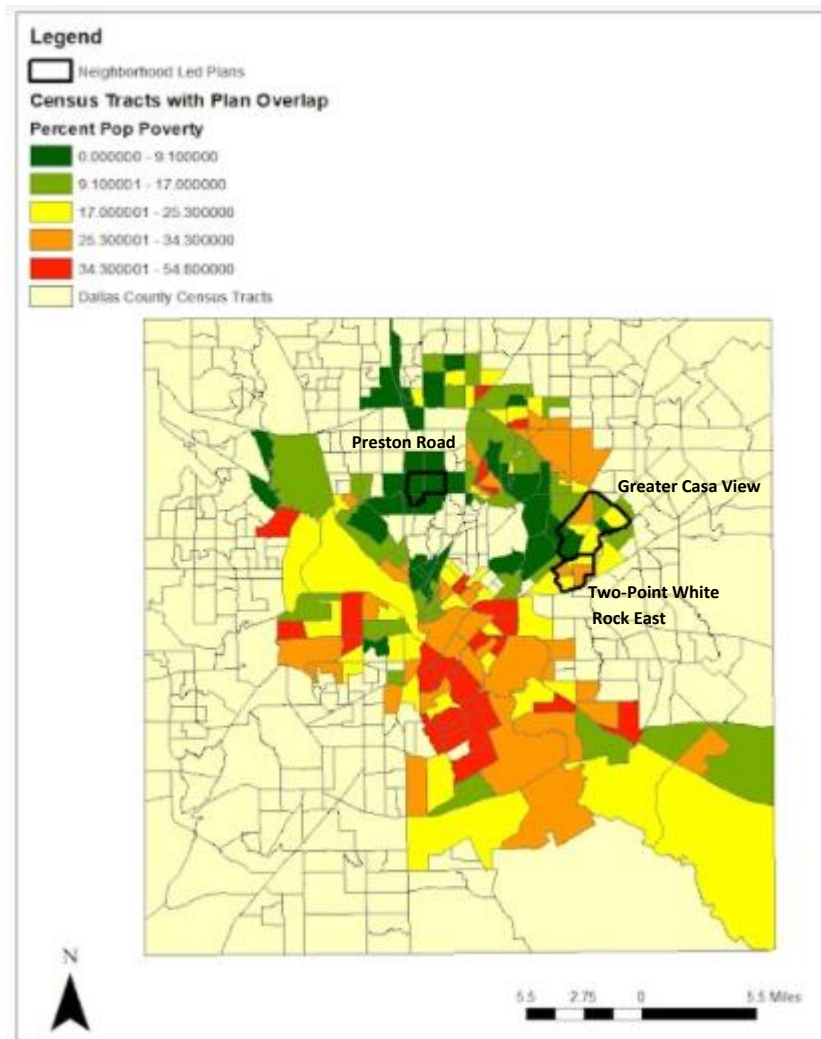 Legend
Neighborhood Led Plans
Census Tracts with Plan Overlap
Percent Pop Poverty
0.000000 - 9.100000
9.100001 - 17.000000
17.000001 - 25.300000
25.300001 - 34.300000
34.300001 - 54.800000
Dallas County Census Tracts
Preston Road
Greater Casa View
Two-Point White
Rock East
N
5.5 2.75 0 5.5 Miles